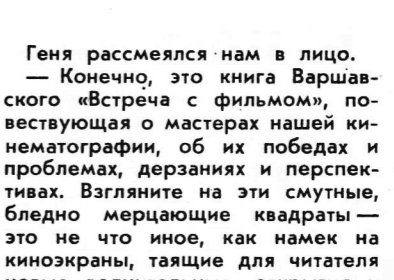 Геня рассмеялся нам в лицо.
— Конечно, это книга Варшав-
ского «Встреча с фильмом», по-
вествующая о мастерах нашей ки-
нематографии, об их победах и
проблемах, дерзаниях и перспек-
тивах. Взгляните на эти смутные,
бледно мерцающие квадраты —
это не что иное, как намек на
киноэкраны, таящие для читателя